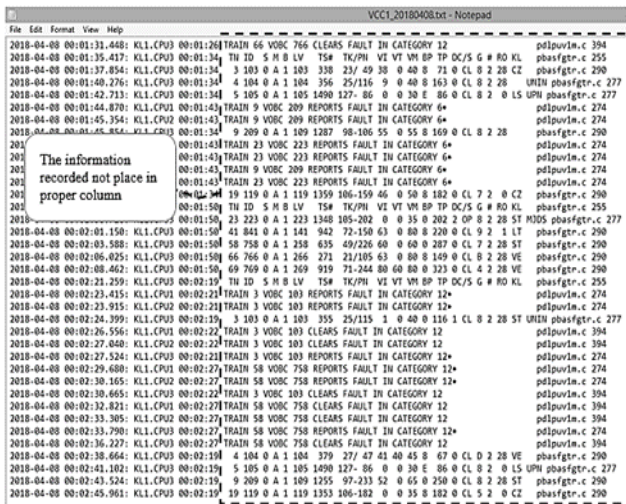 VCC1_20180408.txt - Notepad
File Edit Format View Help
2018-04-08 00:01:31.448: KL1.CPU3 00:01:26 TRAIN 66 VOBC 766 CLEARS FAULT IN CATEGORY 12 pdlpuvlm.c 394
2018-04-08 00:01:35.417: KL1.CPU3 00:01:34 TN ID S M B LV TS# TK/PN VI VT VM BP TP DC/S G # RO KL pbasfgtr.c 255
2018-04-08 00:01:37.854: KL1.CPU3 00:01:34 3 103 0 A 1 103 338 23/ 49 38 0 40 8 71 0 CL 8 2 28 CZ pbasfgtr.c 290
2018-04-08 00:01:40.276: KL1.CPU3 00:01:34 4 104 0 A 1 104 356 25/116 9 0 40 8 163 0 CL 8 2 28 UNIN pbasfgtr.c 277
2018-04-08 00:01:42.713: KL1.CPU3 00:01:34 5 105 0 A 1 105 1490 127- 86 0 0 30 E 86 0 CL 8 2 0 LS UPN pbasfgtr.c 277
2018-04-08 00:01:44.870: KL1.CPU1 00:01:43 TRAIN 9 VOBC 209 REPORTS FAULT IN CATEGORY 6* pdlpuvlm.c 274
2018-04-08 00:01:45.354: KL1.CPU2 00:01:43 TRAIN 9 VOBC 209 REPORTS FAULT IN CATEGORY 6* pdlpuvlm.c 274
2018-04-08 00:01:45.854: KL1.CPU3 00:01:34 9 209 0 A 1 109 1287 98-106 55 0 55 8 169 0 CL 8 2 28 pbasfgtr.c 290
201 00:01:43 TRAIN 23 VOBC 223 REPORTS FAULT IN CATEGORY 6* pdlpuvlm.c 274
201 00:01:43 TRAIN 23 VOBC 223 REPORTS FAULT IN CATEGORY 6* pdlpuvlm.c 274
201 00:01:43 TRAIN 9 VOBC 209 REPORTS FAULT IN CATEGORY 6* pdlpuvlm.c 274
201 00:01:43 TRAIN 23 VOBC 223 REPORTS FAULT IN CATEGORY 6* pdlpuvlm.c 274
The information
recorded not place in
proper column
201 19 119 0 A 1 119 1359 106-159 46 0 50 8 182 0 CL 7 2 0 CZ pbasfgtr.c 290
201 00:01:50 TN ID S M B LV TS# TK/PN VI VT VM BP TP DC/S G # RO KL pbasfgtr.c 255
2018 00:01:50 23 223 0 A 1 223 1348 105-202 0 0 35 0 202 2 OP 8 2 28 ST MJDS pbasfgtr.c 277
2018-04-08 00:02:01.150: KL1.CPU3 00:01:50 41 841 0 A 1 141 942 72-150 63 0 80 8 220 0 CL 9 2 1 LT pbasfgtr.c 290
2018-04-08 00:02:03.588: KL1.CPU3 00:01:50 58 758 0 A 1 258 635 49/226 60 0 60 0 287 0 CL 7 2 28 ST pbasfgtr.c 290
2018-04-08 00:02:06.025: KL1.CPU3 00:01:50 66 766 0 A 1 266 271 21/105 63 0 80 8 149 0 CL B 2 28 VE pbasfgtr.c 290
2018-04-08 00:02:08.462: KL1.CPU3 00:01:50 69 769 0 A 1 269 919 71-244 80 60 80 0 323 0 CL 4 2 28 VE pbasfgtr.c 290
2018-04-08 00:02:21.259: KL1.CPU3 00:02:19 TN ID S M B LV TS# TK/PN VI VT VM BP TP DC/S G # RO KL pbasfgtr.c 255
2018-04-08 00:02:23.415: KL1.CPU1 00:02:21 TRAIN 3 VOBC 103 REPORTS FAULT IN CATEGORY 12* pdlpuvlm.c 274
2018-04-08 00:02:23.915: KL1.CPU2 00:02:21 TRAIN 3 VOBC 103 REPORTS FAULT IN CATEGORY 12* pdlpuvlm.c 274
2018-04-08 00:02:24.399: KL1.CPU3 00:02:19 3 103 0 A 1 103 355 25/115 1 0 40 0 116 1 CL 8 2 28 ST UNIN pbasfgtr.c 277
2018-04-08 00:02:26.556: KL1.CPU1 00:02:22 TRAIN 3 VOBC 103 CLEARS FAULT IN CATEGORY 12 pdlpuvlm.c 394
2018-04-08 00:02:27.040: KL1.CPU2 00:02:22 TRAIN 3 VOBC 103 CLEARS FAULT IN CATEGORY 12 pdlpuvlm.c 394
2018-04-08 00:02:27.524: KL1.CPU3 00:02:21 TRAIN 3 VOBC 103 REPORTS FAULT IN CATEGORY 12* pdlpuvlm.c 274
2018-04-08 00:02:29.680: KL1.CPU1 00:02:27 TRAIN 58 VOBC 758 REPORTS FAULT IN CATEGORY 12* pdlpuvlm.c 274
2018-04-08 00:02:30.165: KL1.CPU2 00:02:27 TRAIN 58 VOBC 758 REPORTS FAULT IN CATEGORY 12* pdlpuvlm.c 274
2018-04-08 00:02:30.665: KL1.CPU3 00:02:22 TRAIN 3 VOBC 103 CLEARS FAULT IN CATEGORY 12 pdlpuvlm.c 394
2018-04-08 00:02:32.821: KL1.CPU1 00:02:27 TRAIN 58 VOBC 758 CLEARS FAULT IN CATEGORY 12 pdlpuvlm.c 394
2018-04-08 00:02:33.305: KL1.CPU2 00:02:27 TRAIN 58 VOBC 758 CLEARS FAULT IN CATEGORY 12 pdlpuvlm.c 394
2018-04-08 00:02:33.790: KL1.CPU3 00:02:27 TRAIN 58 VOBC 758 REPORTS FAULT IN CATEGORY 12* pdlpuvlm.c 274
2018-04-08 00:02:36.227: KL1.CPU3 00:02:27 TRAIN 58 VOBC 758 CLEARS FAULT IN CATEGORY 12 pdlpuvlm.c 394
2018-04-08 00:02:38.664: KL1.CPU3 00:02:19 4 104 0 A 1 104 379 27/ 47 41 40 45 8 67 0 CL D 2 28 VE pbasfgtr.c 290
2018-04-08 00:02:41.102: KL1.CPU3 00:02:19 5 105 0 A 1 105 1490 127- 86 0 0 30 E 86 0 CL 8 2 0 LS UPN pbasfgtr.c 277
2018-04-08 00:02:43.524: KL1.CPU3 00:02:19 9 209 0 A 1 109 1255 97-233 52 0 65 0 250 0 CL 8 2 28 ST pbasfgtr.c 290
2018-04-08 00:02:45.961: KL1.CPU3 00:02:19 19 119 0 A 1 119 1353 106-182 0 0 35 8 182 0 CL 5 2 0 CZ pbasfgtr.c 290